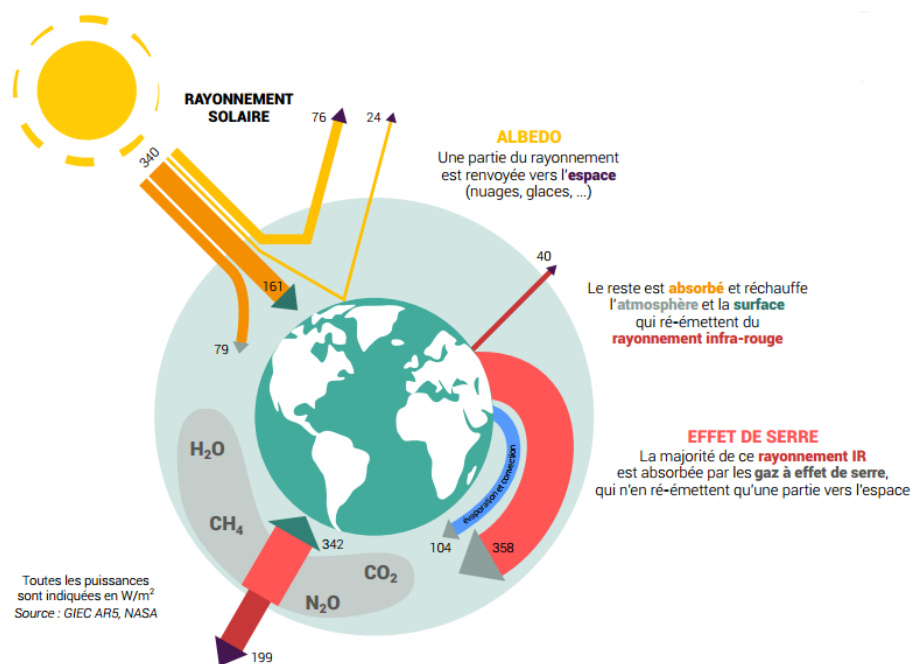 RAYONNEMENT
SOLAIRE
76
24
340
ALBEDO
Une partie du rayonnement
est renvoyée vers l'espace
(nuages, glaces, ...)
40
161
79
Le reste est absorbé et réchauffe
l'atmosphère et la surface
qui ré-émettent du
rayonnement infra-rouge
EFFET DE SERRE
La majorité de ce rayonnement IR
est absorbée par les gaz à effet de serre,
qui n'en ré-émettent qu'une partie vers l'espace
évaporation et convection
H₂O
CH₄
342
104
358
CO₂
N₂O
Toutes les puissances
sont indiquées en W/m²
Source : GIEC AR5, NASA
199